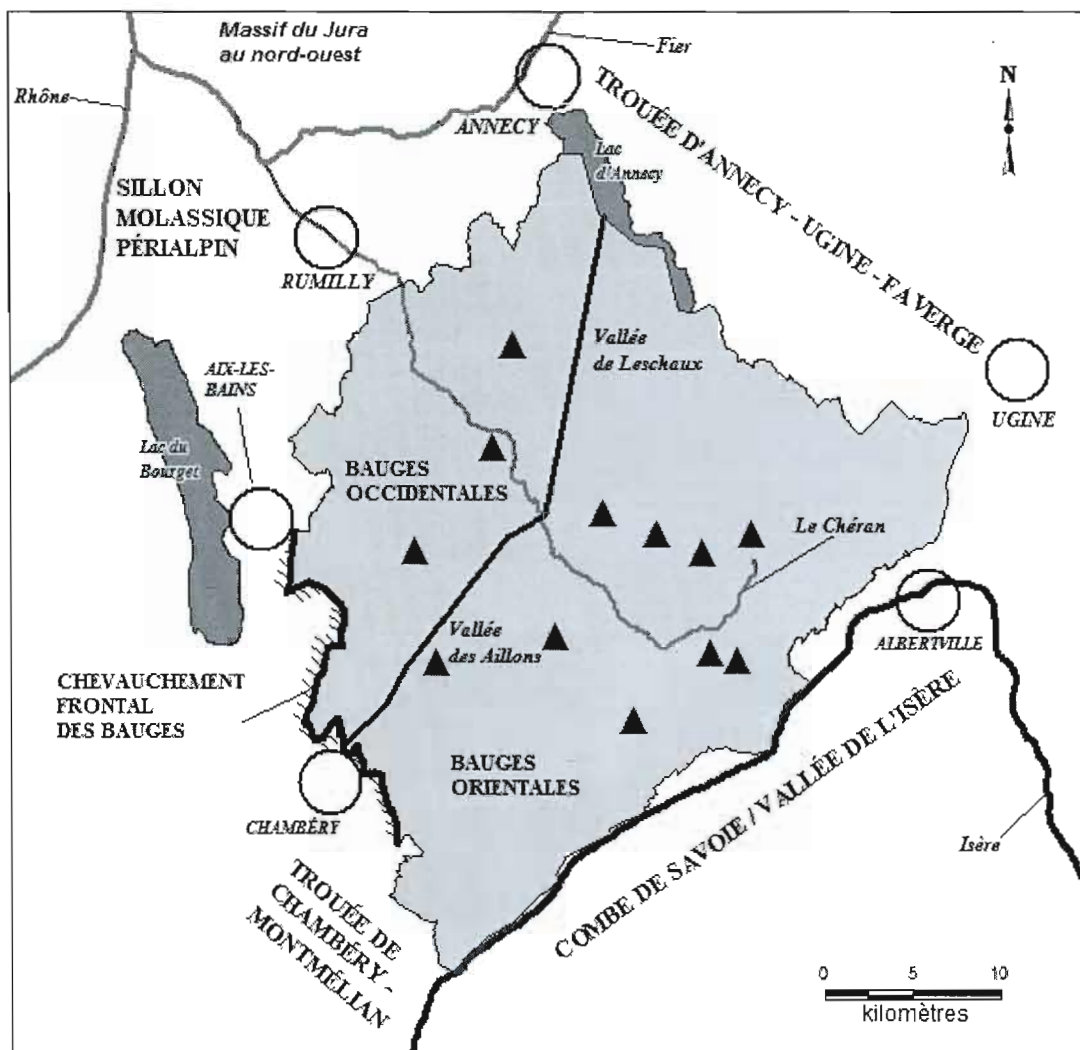 Massif du Jura
au nord-ouest
Fier
Rhône
N
TROUÉE D'ANNECY - UGINE - FAVERGE
ANNECY
Lac
d'Annecy
SILLON
MOLASSIQUE
PÉRIALPIN
RUMILLY
Vallée
de Leschaux
AIX-LES-
BAINS
UGINE
Lac du
Bourget
BAUGES
OCCIDENTALES
Le Chéran
Vallée
des Aillons
ALBERTVILLE
CHEVAUCHEMENT
FRONTAL
DES BAUGES
BAUGES
ORIENTALES
CHAMBÉRY
COMBE DE SAVOIE / VALLÉE DE L'ISÈRE
Isère
TROUÉE DE
CHAMBÉRY -
MONTMÉLIAN
0 5 10
kilomètres